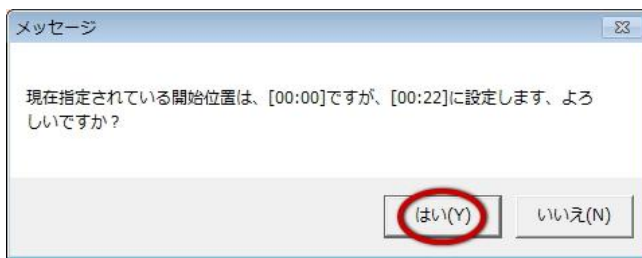 メッセージ
現在指定されている開始位置は、[00:00]ですが、[00:22]に設定します、よろ
しいですか？
はい(Y)
いいえ(N)